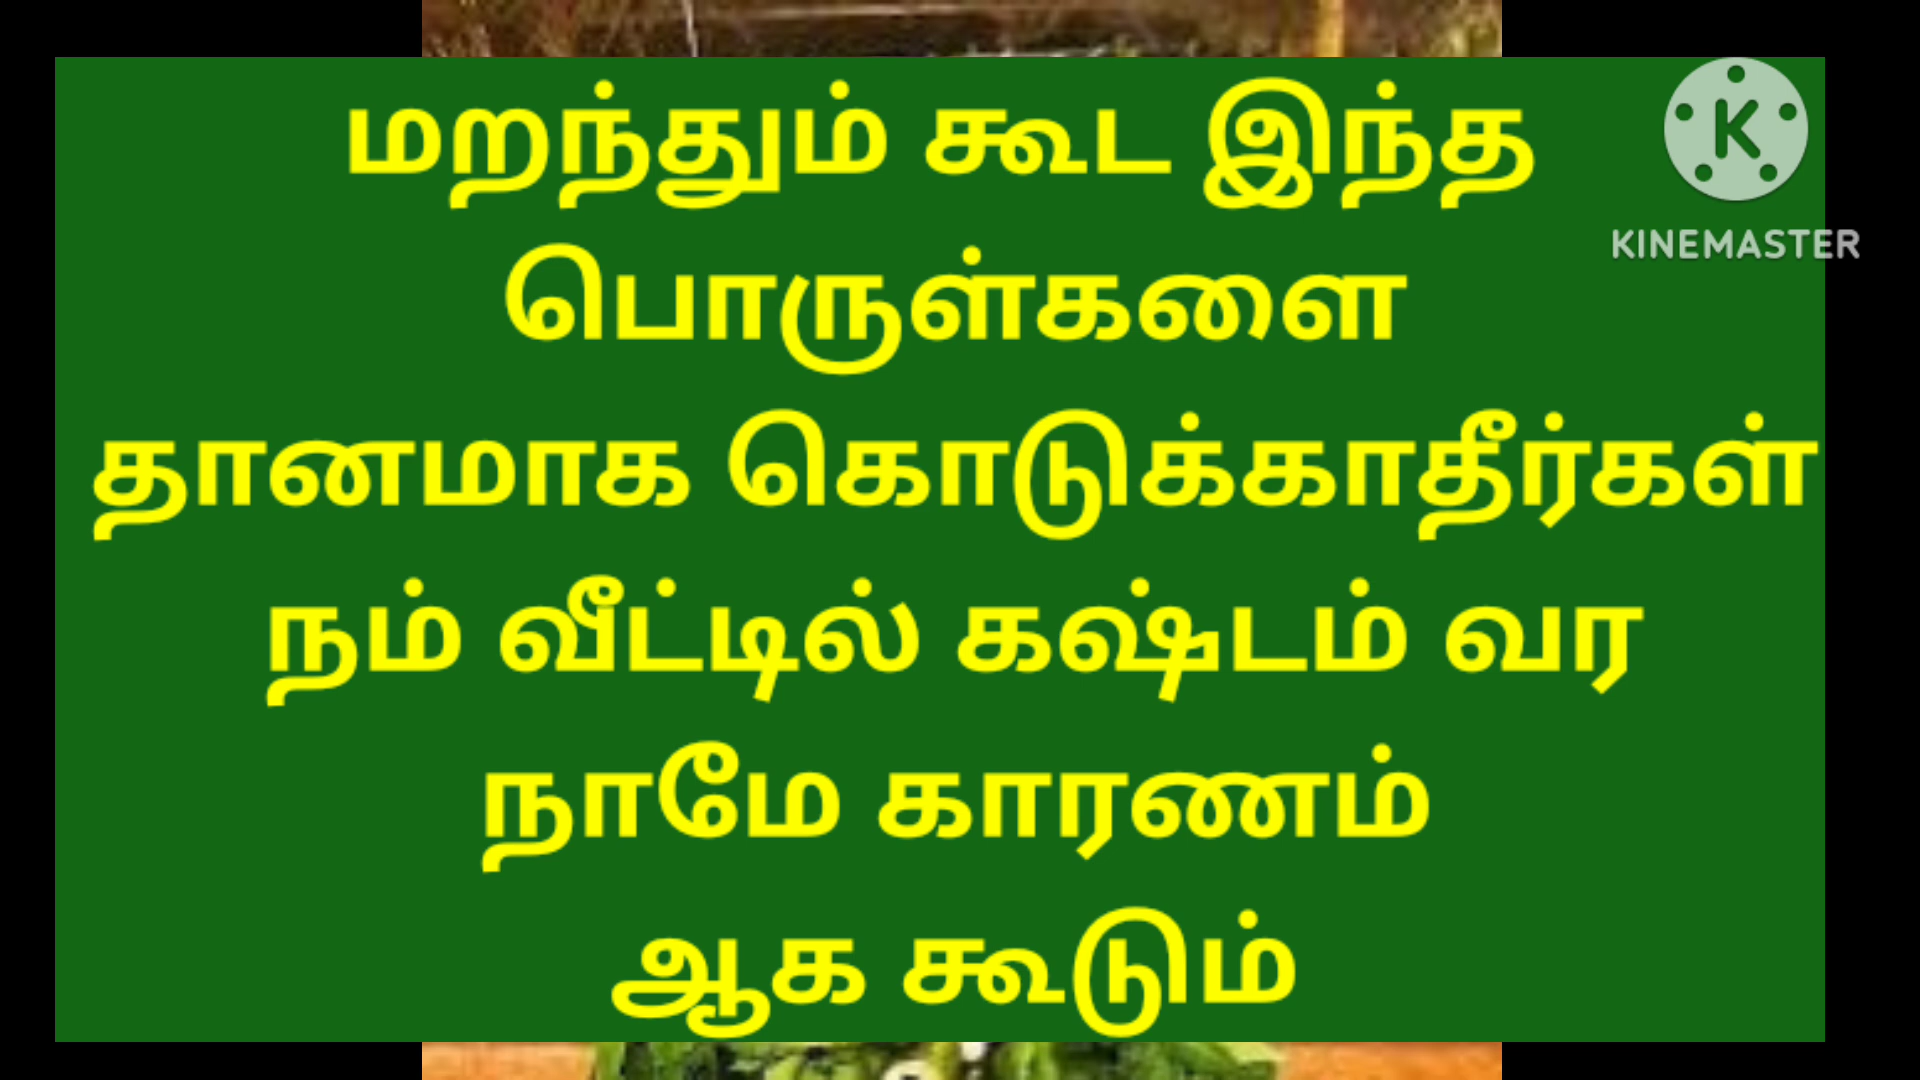 மறந்தும் கூட இந்த
பொருள்களை
தானமாக கொடுக்காதீர்கள்
நம் வீட்டில் கஷ்டம் வர
நாமே காரணம்
ஆக கூடும்
K
KINEMASTER